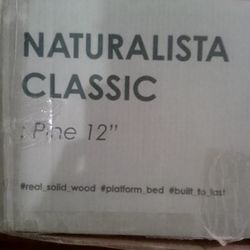 NATURALISTA
CLASSIC
: Pine 12”
#real_solid_wood #platform_bed #built_to_last